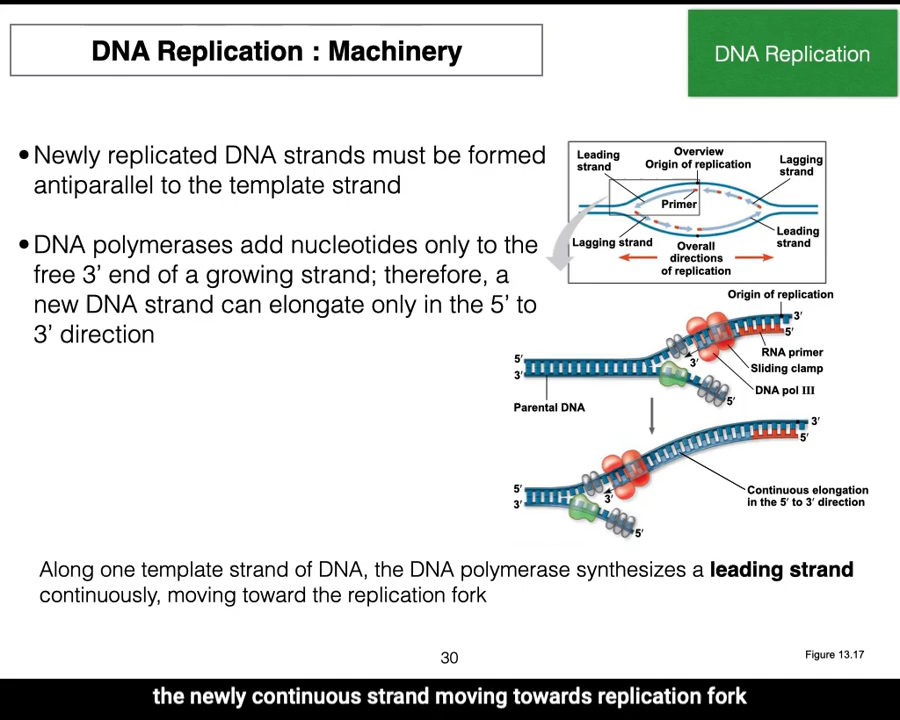 DNA Replication : Machinery
DNA Replication
• Newly replicated DNA strands must be formed
antiparallel to the template strand
• DNA polymerases add nucleotides only to the
free 3’ end of a growing strand; therefore, a
new DNA strand can elongate only in the 5’ to
3’ direction
Overview
Origin of replication
Leading
strand
Lagging
strand
Primer
Lagging strand
Leading
strand
Overall
directions
of replication
Origin of replication
3′
5′
RNA primer
Sliding clamp
DNA pol III
3′
5′
3′
5′
Parental DNA
3′
5′
Continuous elongation
in the 5′ to 3′ direction
5′
3′
3′
5′
Along one template strand of DNA, the DNA polymerase synthesizes a leading strand
continuously, moving toward the replication fork
30
Figure 13.17
the newly continuous strand moving towards replication fork